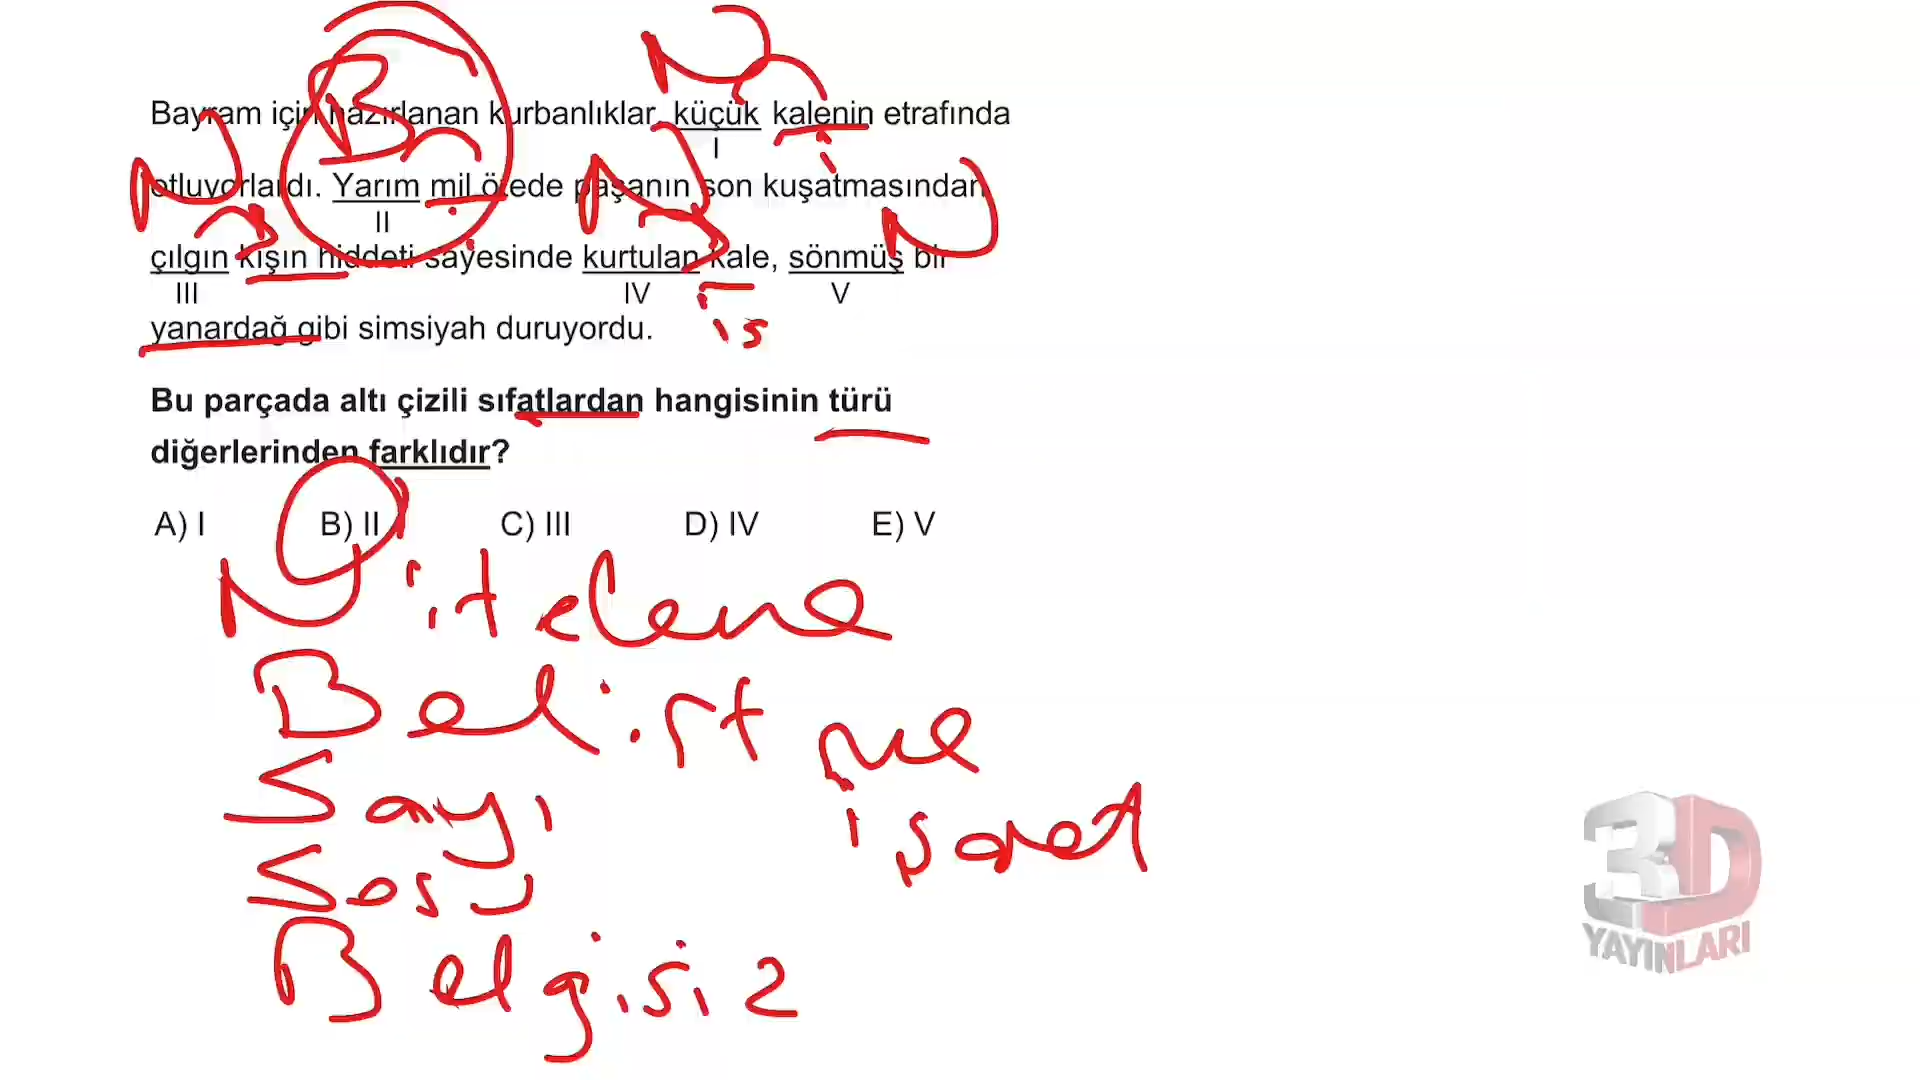 Bayram için hazırlanan kurbanlıklar, küçük kalenin etrafında
I
otluyorlardı. Yarım mil ötede paşanın son kuşatmasından
II
çılgın kışın hiddeti sayesinde kurtulan kale, sönmüş bir
III IV V
yanardağ gibi simsiyah duruyordu.
Bu parçada altı çizili sıfatlardan hangisinin türü
diğerlerinden farklıdır?
A) I B) II C) III D) IV E) V
Niteleme
Belirtme
Sayı işaret
Soru
Belgisiz
N
B
N
N
N
is
3D
YAYINLARI